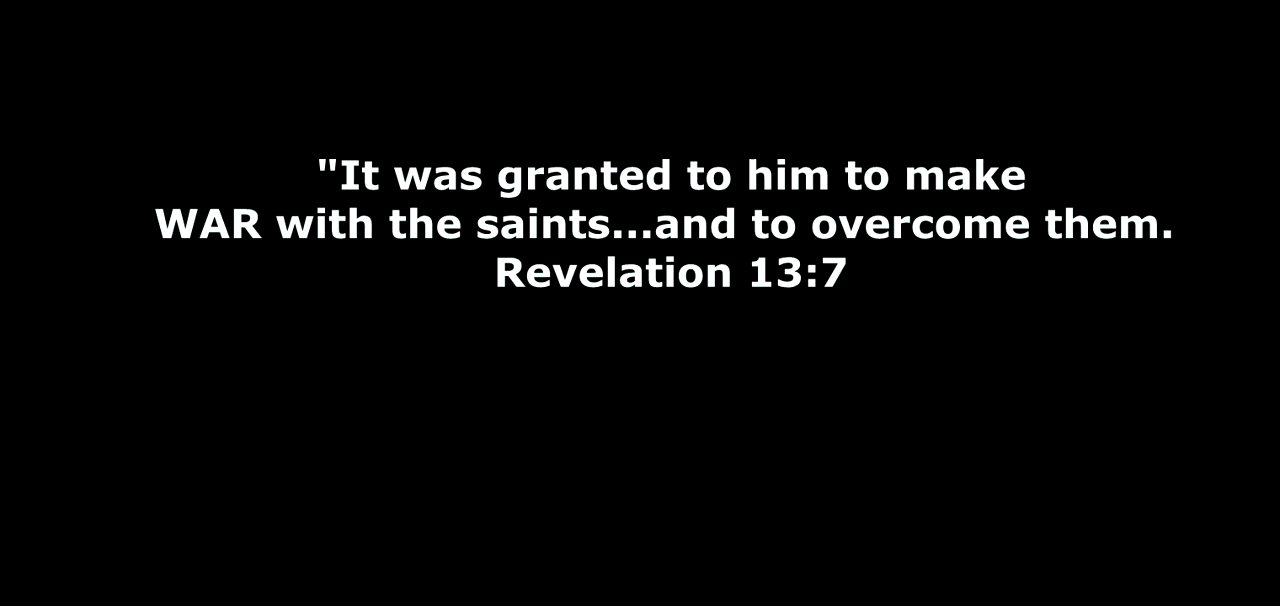 "It was granted to him to make
WAR with the saints...and to overcome them.
Revelation 13:7